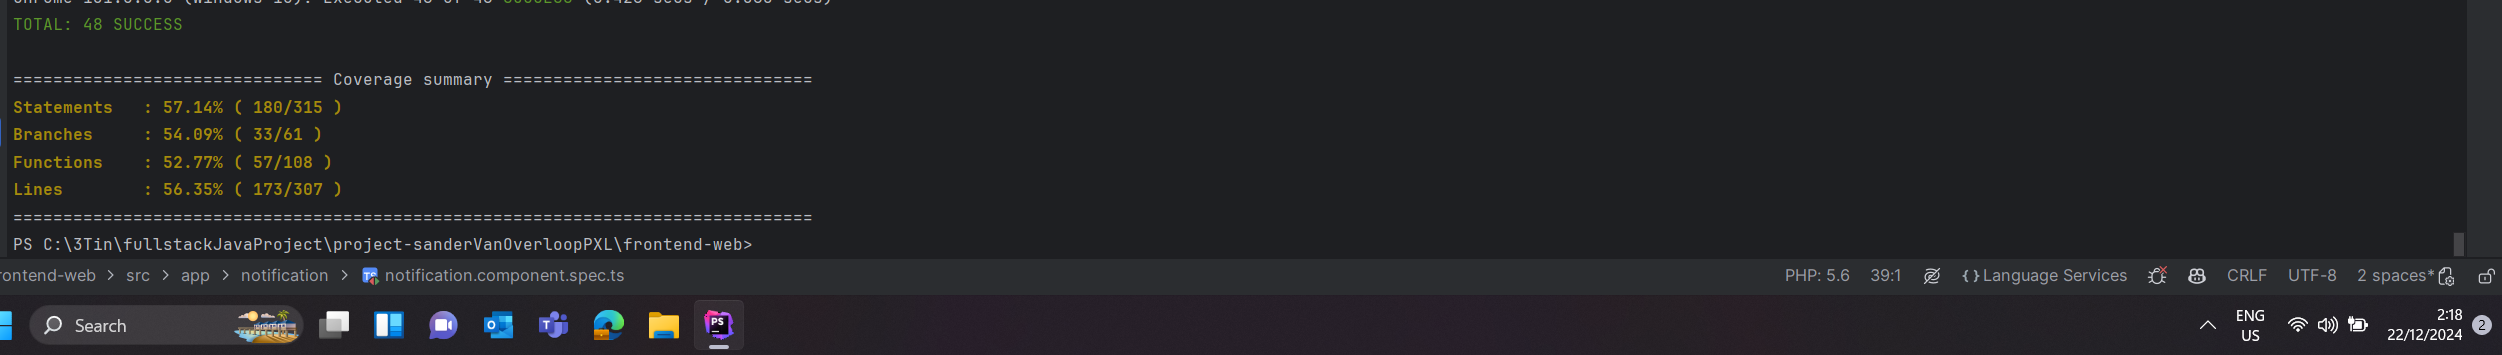 TOTAL: 48 SUCCESS
=============================== Coverage summary ===============================
Statements   : 57.14% ( 180/315 )
Branches     : 54.09% ( 33/61 )
Functions    : 52.77% ( 57/108 )
Lines        : 56.35% ( 173/307 )
================================================================================
PS C:\3Tin\fullstackJavaProject\project-sanderVanOverloopPXL\frontend-web>
rontend-web > src > app > notification > TS notification.component.spec.ts PHP: 5.6 39:1 {} Language Services CRLF UTF-8 2 spaces*
Search PS ENG 2:18
US 22/12/2024 2